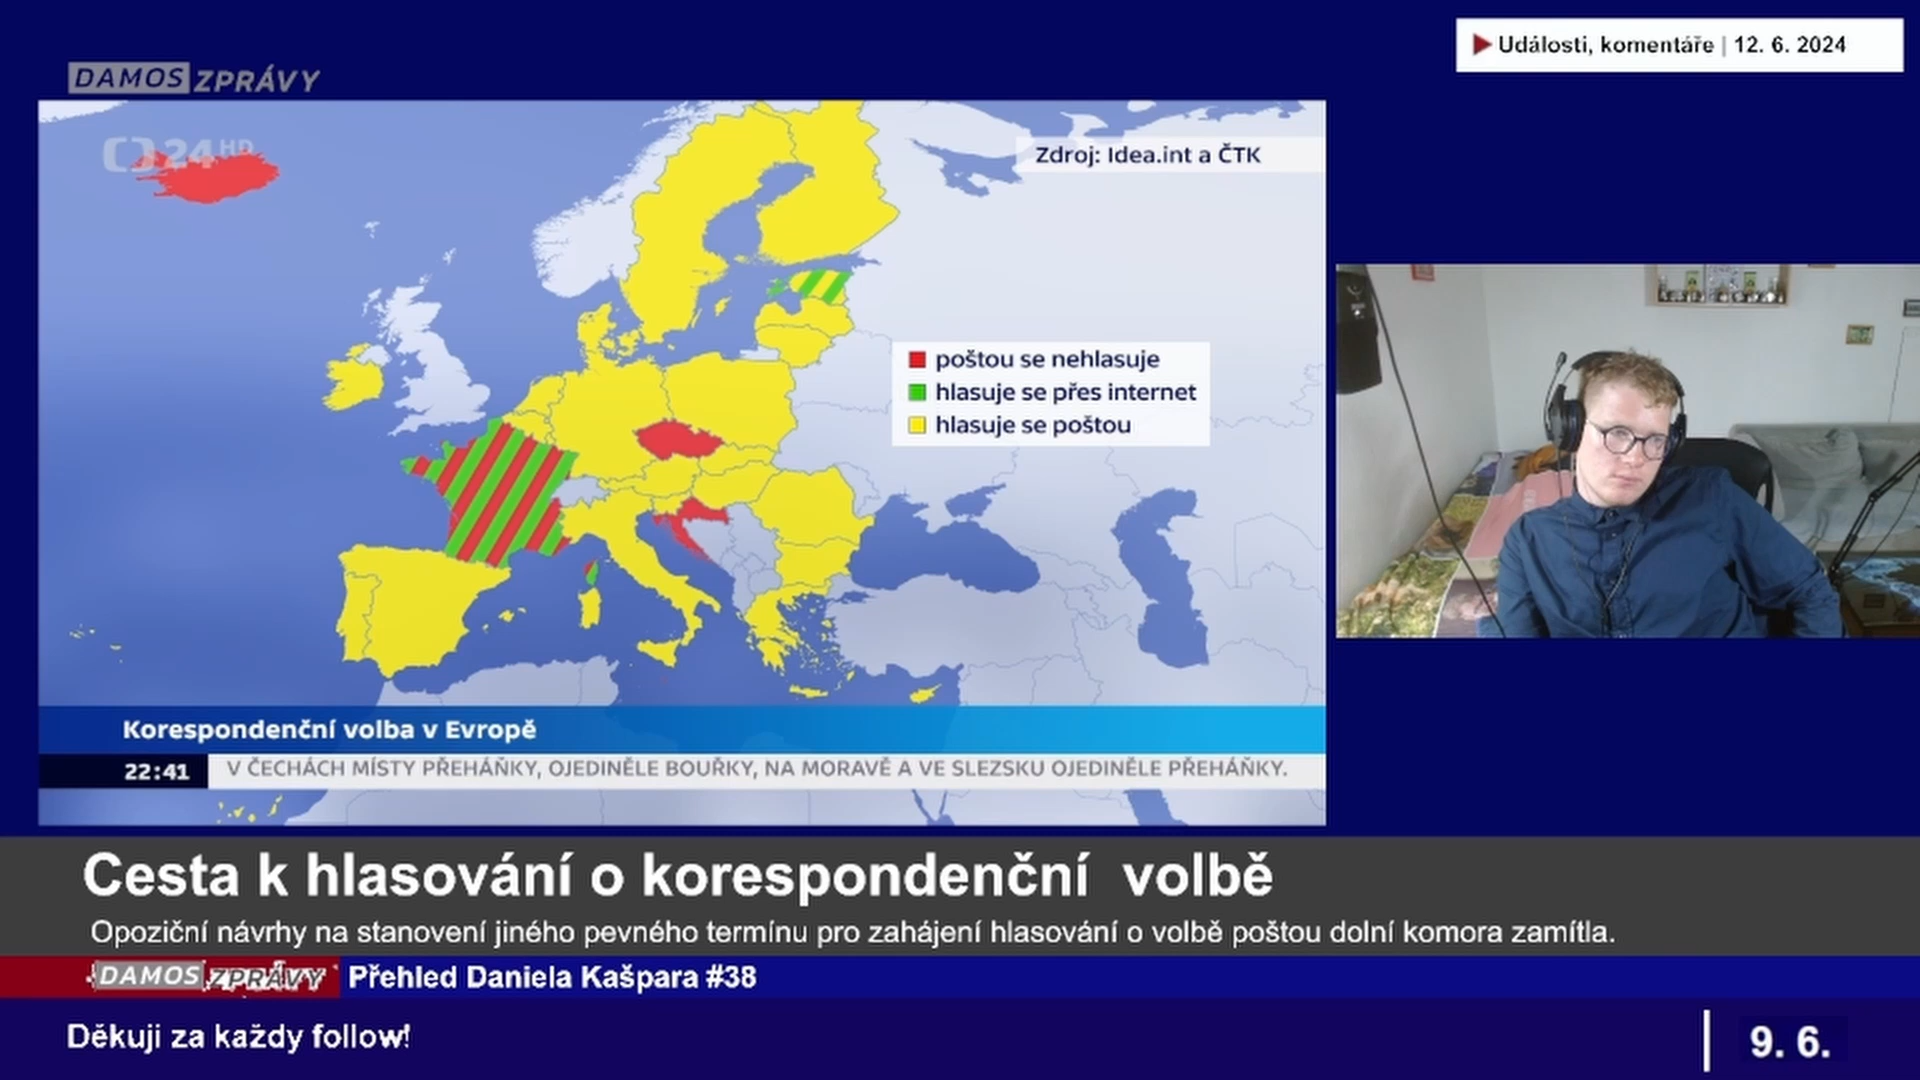 Události, komentáře | 12. 6. 2024
DAMOS ZPRÁVY
24 HD
Zdroj: Idea.int a ČTK
poštou se nehlasuje
hlasuje se přes internet
hlasuje se poštou
Korespondenční volba v Evropě
22:41 V ČECHÁCH MÍSTY PŘEHÁŇKY, OJEDINĚLE BOUŘKY, NA MORAVĚ A VE SLEZSKU OJEDINĚLE PŘEHÁŇKY.
Cesta k hlasování o korespondenční volbě
Opoziční návrhy na stanovení jiného pevného termínu pro zahájení hlasování o volbě poštou dolní komora zamítla.
DAMOS ZPRÁVY Přehled Daniela Kašpara #38
Děkuji za každy follow!
9. 6.